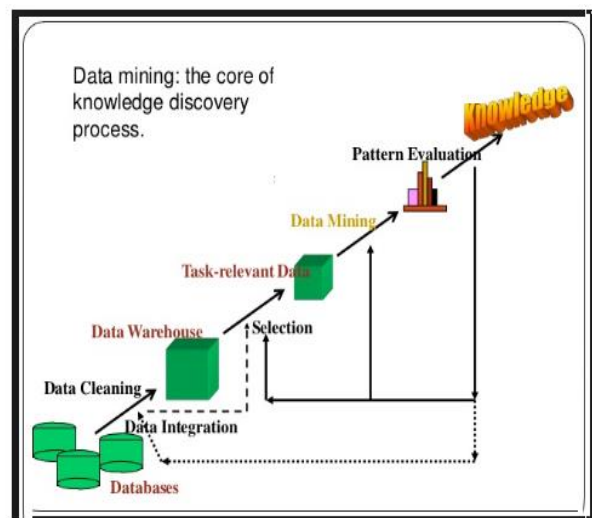 Data mining: the core of
knowledge discovery
process.
Knowledge
Pattern Evaluation
Data Mining
Task-relevant Data
Selection
Data Warehouse
Data Cleaning
Data Integration
Databases